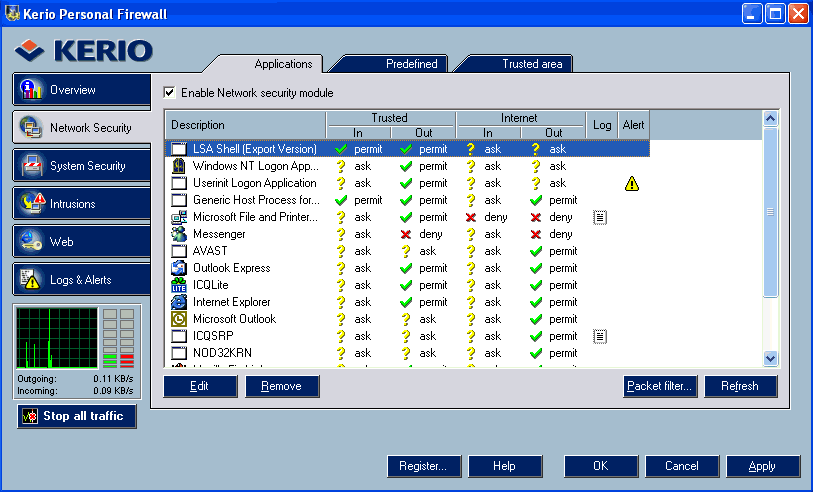 Kerio Personal Firewall
KERIO
Applications Predefined Trusted area
Overview
Network Security
System Security
Intrusions
Web
Logs & Alerts
Outgoing: 0.11 KB/s
Incoming: 0.09 KB/s
Stop all traffic
Enable Network security module
Description Trusted Internet Log Alert
In Out In Out
LSA Shell (Export Version) permit permit ask ask
Windows NT Logon App... ask permit ask ask
Userinit Logon Application ask permit ask ask
Generic Host Process for... permit permit ask permit
Microsoft File and Printer... ask permit deny deny
Messenger ask deny ask deny
AVAST ask ask ask permit
Outlook Express ask permit ask permit
ICQLite ask permit ask permit
LITE
Internet Explorer ask permit ask permit
Microsoft Outlook ask ask ask permit
ICQSRP ask ask ask permit
NOD32KRN ask ask ask permit
Edit Remove Packet filter... Refresh
Register... Help OK Cancel Apply